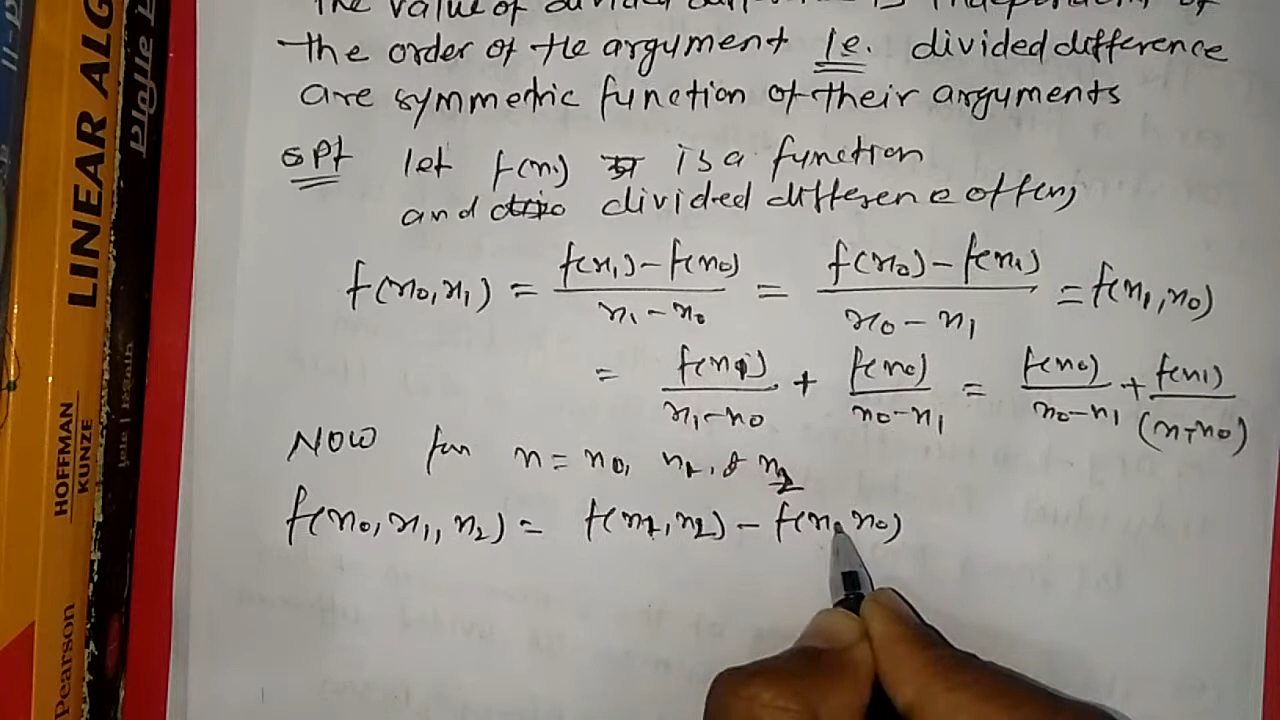 the order of the argument ie. divided difference
are symmetric function of their arguments
let f(x) is a function
and divided difference of f(x)
f(x0, x1) = f(x1) - f(x0) / x1 - x0 = f(x0) - f(x1) / x0 - x1 = f(x1, x0)
= f(x1) / x1 - x0 + f(x0) / x0 - x1 = f(x0) / x0 - x1 + f(x1) / (x1 - x0)
Now for x = x0, x1, & x2
f(x0, x1, x2) = f(x1, x2) - f(x1, x0)
LINEAR ALG
HOFFMAN
KUNZE
Pearson